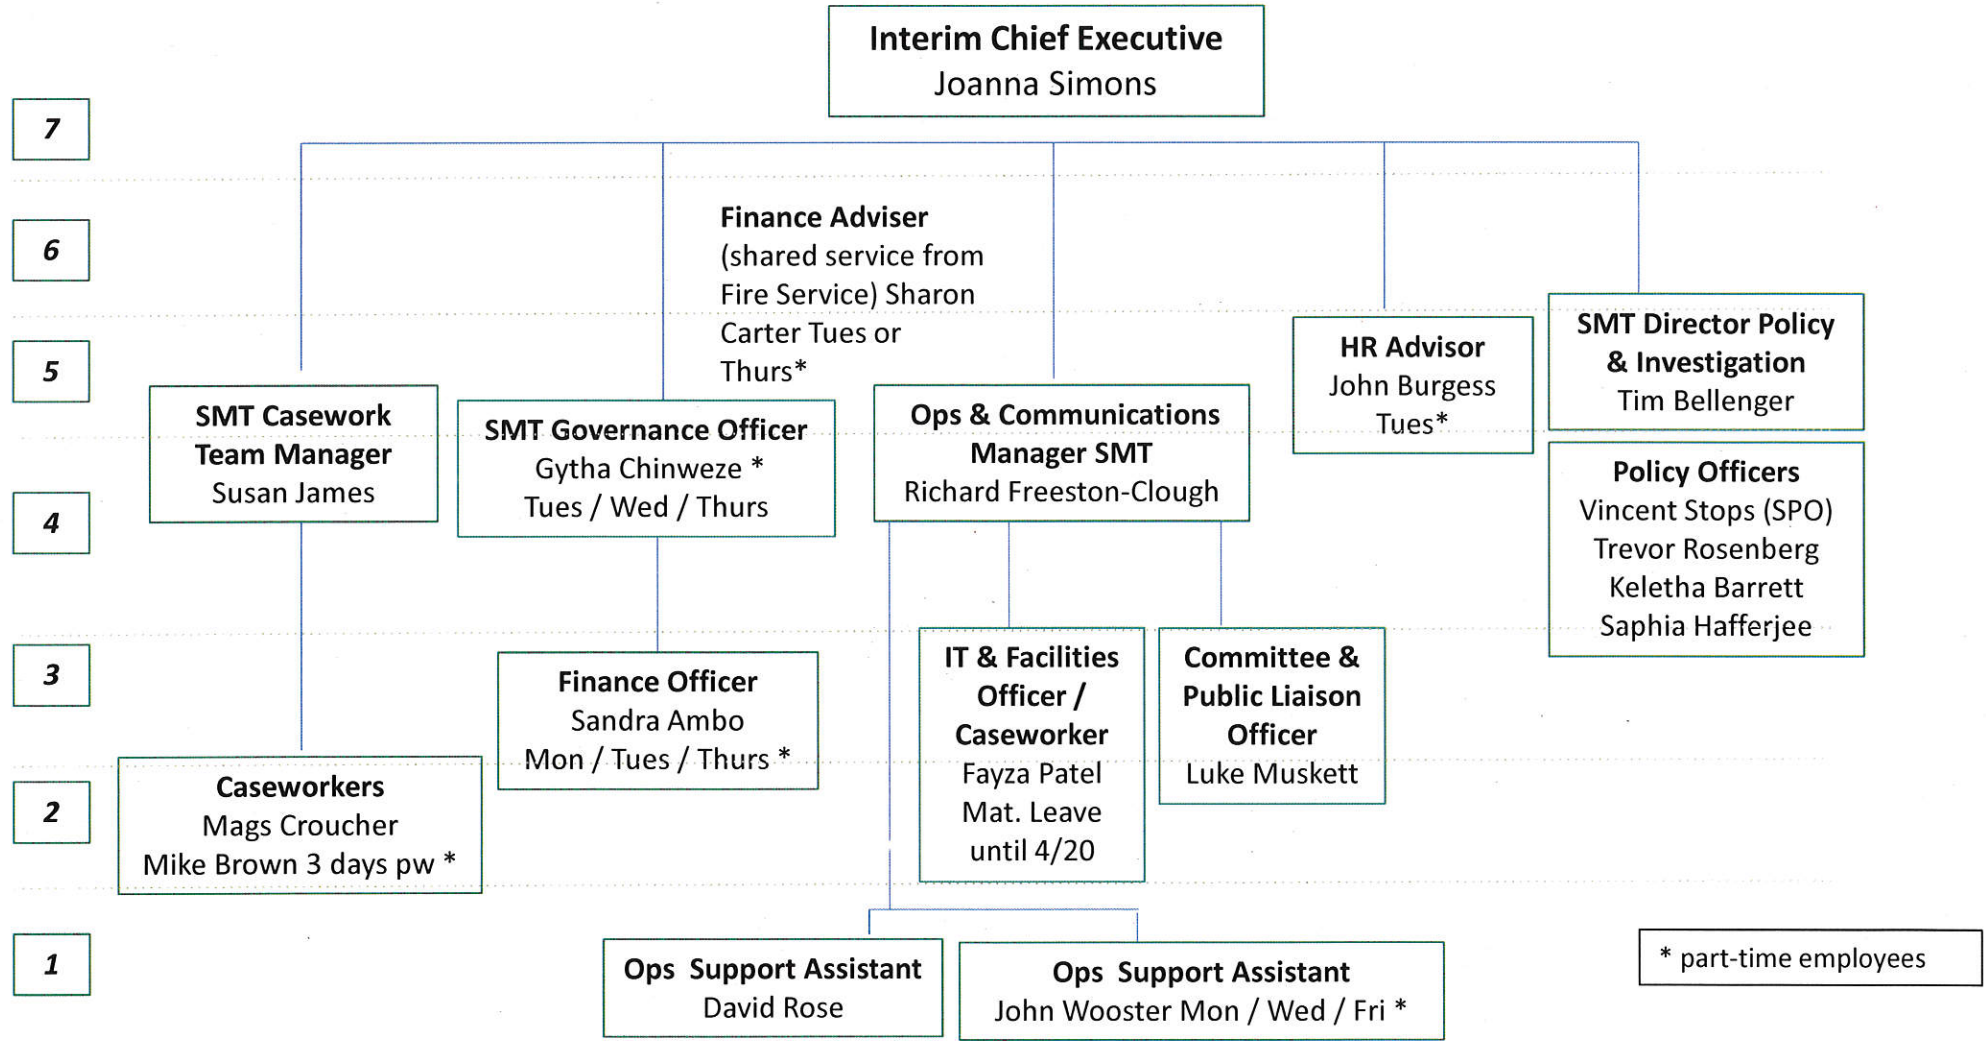 Interim Chief Executive
Joanna Simons
7
6
5
4
3
2
1
Finance Adviser
(shared service from
Fire Service) Sharon
Carter Tues or
Thurs*
SMT Casework
Team Manager
Susan James
SMT Governance Officer
Gytha Chinweze *
Tues / Wed / Thurs
Ops & Communications
Manager SMT
Richard Freeston-Clough
HR Advisor
John Burgess
Tues*
SMT Director Policy
& Investigation
Tim Bellenger
Policy Officers
Vincent Stops (SPO)
Trevor Rosenberg
Keletha Barrett
Saphia Hafferjee
Caseworkers
Mags Croucher
Mike Brown 3 days pw *
Finance Officer
Sandra Ambo
Mon / Tues / Thurs *
IT & Facilities
Officer /
Caseworker
Fayza Patel
Mat. Leave
until 4/20
Committee &
Public Liaison
Officer
Luke Muskett
Ops Support Assistant
David Rose
Ops Support Assistant
John Wooster Mon / Wed / Fri *
* part-time employees